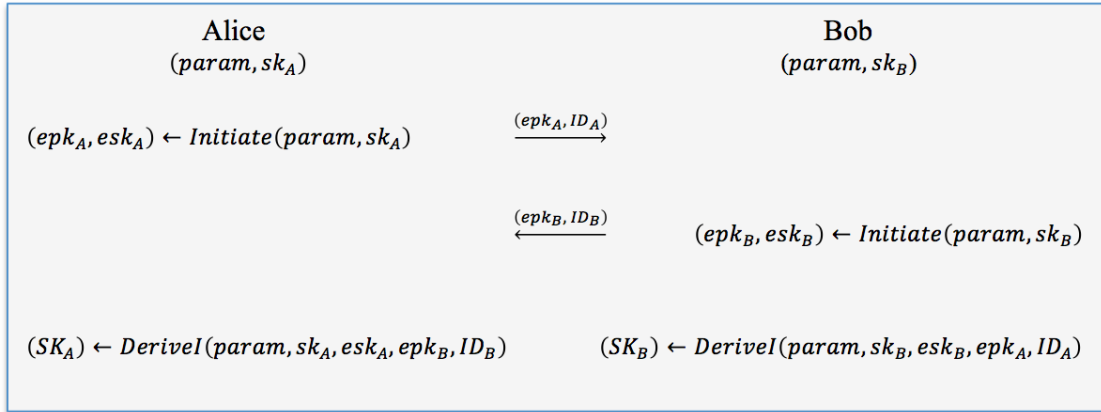 Alice Bob
(param, sk_A) (param, sk_B)
(epk_A, esk_A) ← Initiate(param, sk_A) (epk_A, ID_A)
(epk_B, ID_B) (epk_B, esk_B) ← Initiate(param, sk_B)
(SK_A) ← DeriveI(param, sk_A, esk_A, epk_B, ID_B) (SK_B) ← DeriveI(param, sk_B, esk_B, epk_A, ID_A)